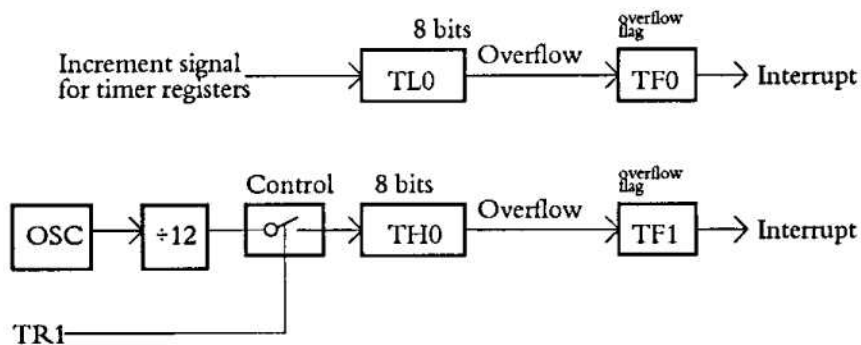 8 bits
overflow
flag
Increment signal
for timer registers
TL0
Overflow
TF0
Interrupt
Control
8 bits
overflow
flag
OSC
÷12
TH0
Overflow
TF1
Interrupt
TR1